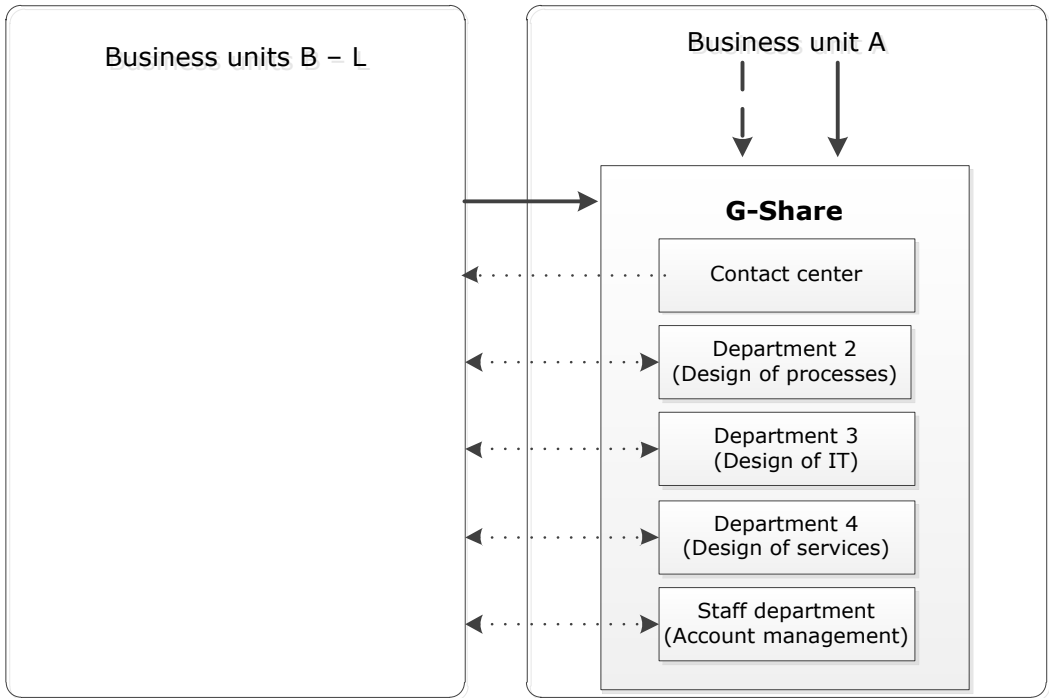 Business units B – L
Business unit A
G-Share
Contact center
Department 2
(Design of processes)
Department 3
(Design of IT)
Department 4
(Design of services)
Staff department
(Account management)